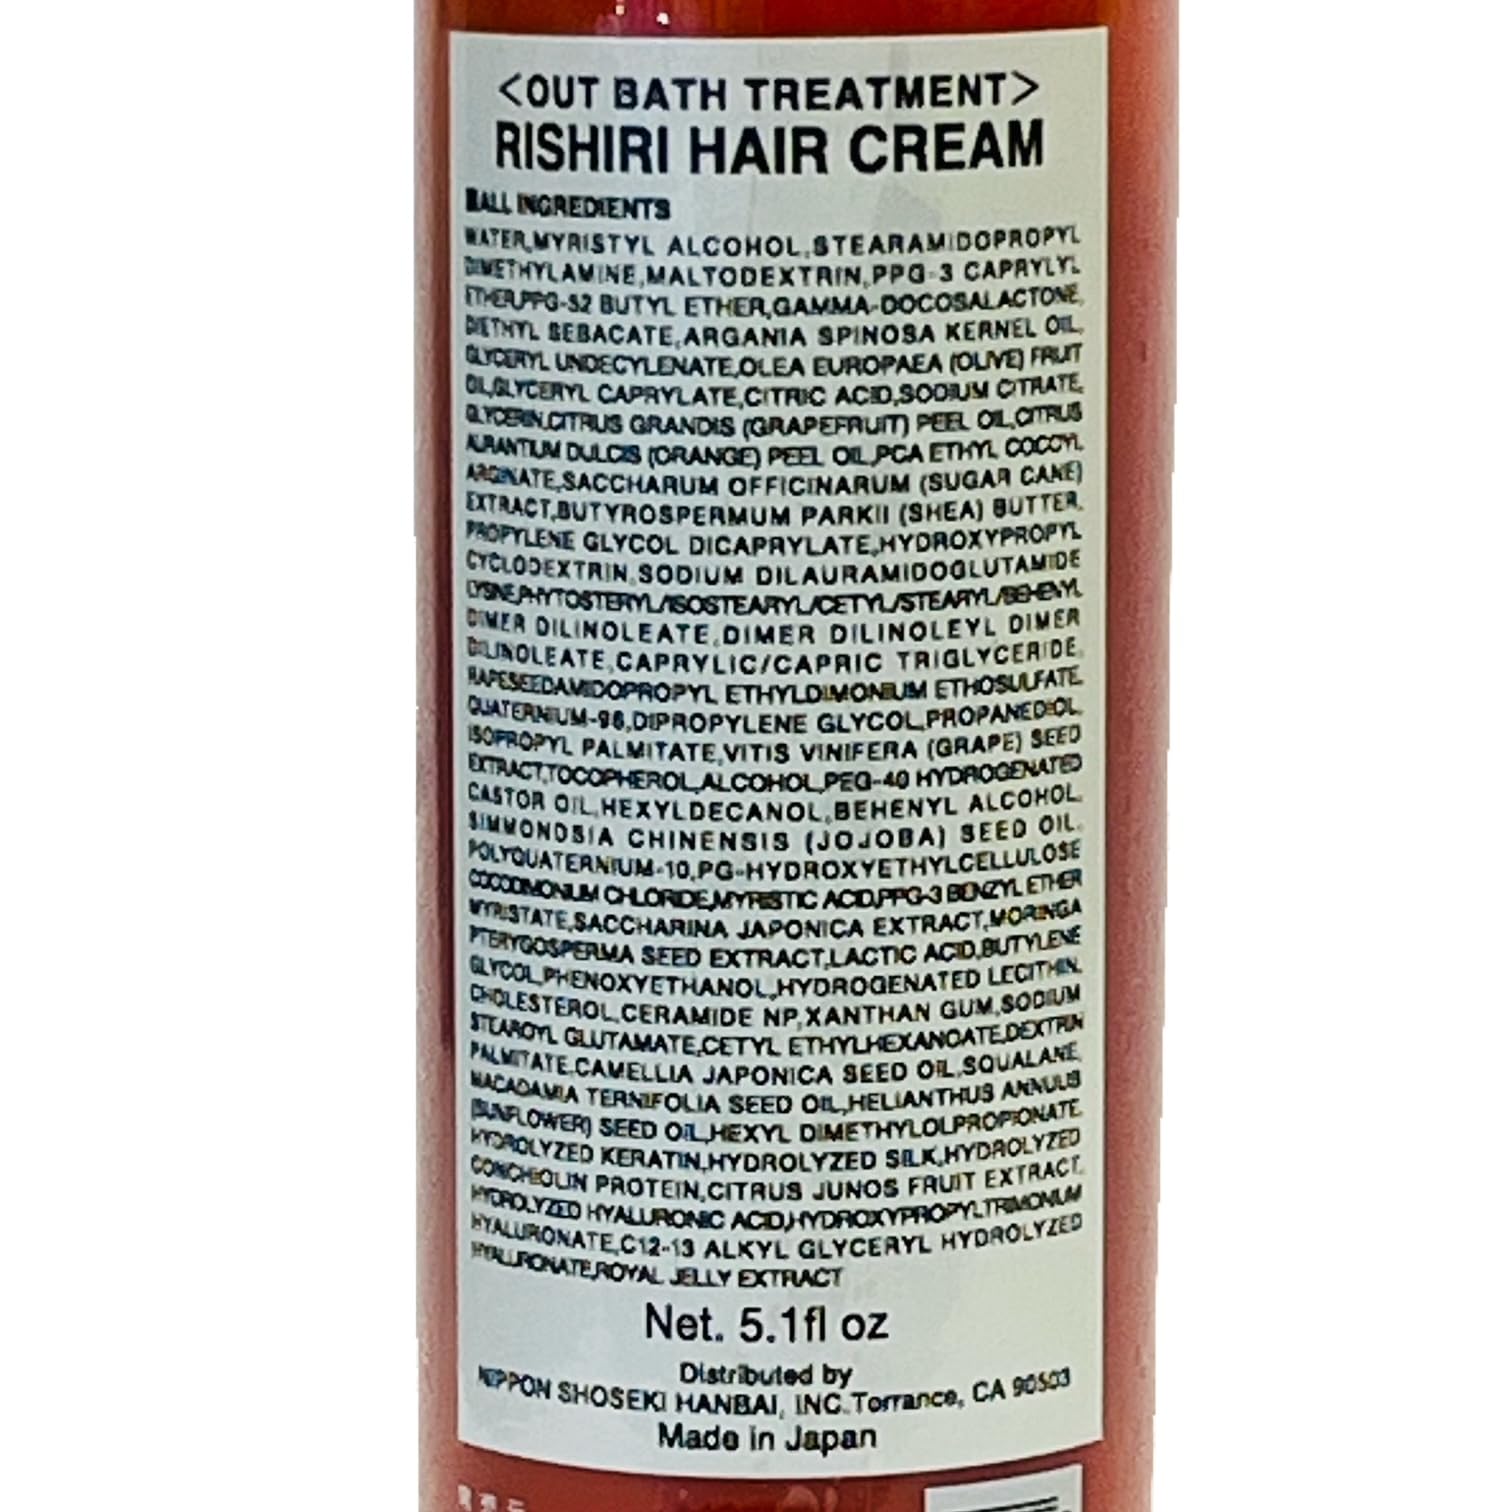 <OUT BATH TREATMENT>
RISHIRI HAIR CREAM
ALL INGREDIENTS
WATER,MYRISTYL ALCOHOL,STEARAMIDOPROPYL
DIMETHYLAMINE,MALTODEXTRIN,PPG-3 CAPRYLYL
ETHER,PPG-52 BUTYL ETHER,GAMMA-DOCOSALACTONE,
DIETHYL SEBACATE,ARGANIA SPINOSA KERNEL OIL,
GLYCERYL UNDECYLENATE,OLEA EUROPAEA (OLIVE) FRUIT
OIL,GLYCERYL CAPRYLATE,CITRIC ACID,SODIUM CITRATE,
GLYCERIN,CITRUS GRANDIS (GRAPEFRUIT) PEEL OIL,CITRUS
AURANTIUM DULCIS (ORANGE) PEEL OIL,PCA ETHYL COCOYL
ARGINATE,SACCHARUM OFFICINARUM (SUGAR CANE)
EXTRACT,BUTYROSPERMUM PARKII (SHEA) BUTTER,
PROPYLENE GLYCOL DICAPRYLATE,HYDROXYPROPYL
CYCLODEXTRIN,SODIUM DILAURAMIDOGLUTAMIDE
LYSINE,PHYTOSTERYL/ISOSTEARYL/CETYL/STEARYL/BEHENYL
DIMER DILINOLEATE,DIMER DILINOLEYL DIMER
DILINOLEATE,CAPRYLIC/CAPRIC TRIGLYCERIDE,
RAPESEEDAMIDOPROPYL ETHYLDIMONIUM ETHOSULFATE,
QUATERNIUM-98,DIPROPYLENE GLYCOL,PROPANEDIOL,
ISOPROPYL PALMITATE,VITIS VINIFERA (GRAPE) SEED
EXTRACT,TOCOPHEROL,ALCOHOL,PEG-40 HYDROGENATED
CASTOR OIL,HEXYLDECANOL,BEHENYL ALCOHOL,
SIMMONDSIA CHINENSIS (JOJOBA) SEED OIL,
POLYQUATERNIUM-10,PG-HYDROXYETHYLCELLULOSE
COCODIMONIUM CHLORIDE,MYRISTIC ACID,PPG-3 BENZYL ETHER
MYRISTATE,SACCHARINA JAPONICA EXTRACT,MORINGA
PTERYGOSPERMA SEED EXTRACT,LACTIC ACID,BUTYLENE
GLYCOL,PHENOXYETHANOL,HYDROGENATED LECITHIN,
CHOLESTEROL,CERAMIDE NP,XANTHAN GUM,SODIUM
STEAROYL GLUTAMATE,CETYL ETHYLHEXANOATE,DEXTRIN
PALMITATE,CAMELLIA JAPONICA SEED OIL,SQUALANE,
MACADAMIA TERNIFOLIA SEED OIL,HELIANTHUS ANNUUS
(SUNFLOWER) SEED OIL,HEXYL DIMETHYLOLPROPIONATE,
HYDROLYZED KERATIN,HYDROLYZED SILK,HYDROLYZED
CONCHIOLIN PROTEIN,CITRUS JUNOS FRUIT EXTRACT,
HYDROLYZED HYALURONIC ACID,HYDROXYPROPYLTRIMONIUM
HYALURONATE,C12-13 ALKYL GLYCERYL HYDROLYZED
HYALURONATE,ROYAL JELLY EXTRACT
Net. 5.1fl oz
Distributed by
NIPPON SHOSEKI HANBAI, INC.Torrance, CA 90503
Made in Japan